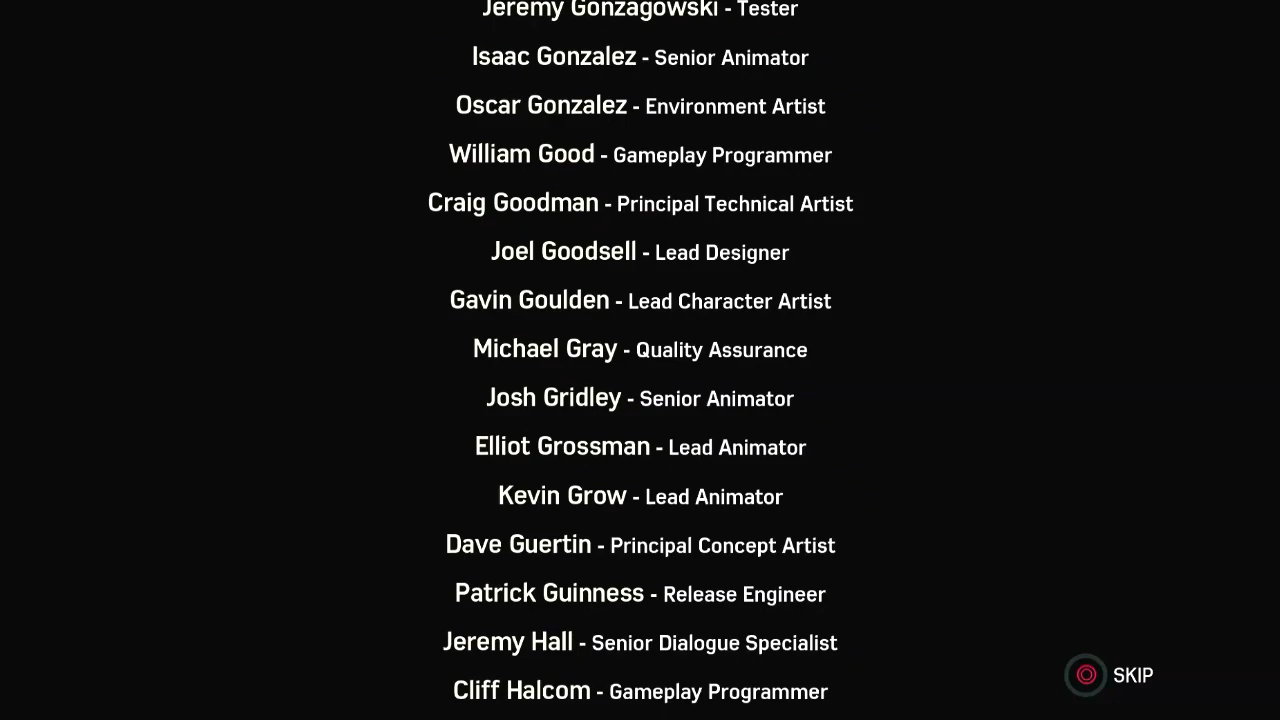 Jeremy Gonzagowski - Tester
Isaac Gonzalez - Senior Animator
Oscar Gonzalez - Environment Artist
William Good - Gameplay Programmer
Craig Goodman - Principal Technical Artist
Joel Goodsell - Lead Designer
Gavin Goulden - Lead Character Artist
Michael Gray - Quality Assurance
Josh Gridley - Senior Animator
Elliot Grossman - Lead Animator
Kevin Grow - Lead Animator
Dave Guertin - Principal Concept Artist
Patrick Guinness - Release Engineer
Jeremy Hall - Senior Dialogue Specialist
SKIP
Cliff Halcom - Gameplay Programmer